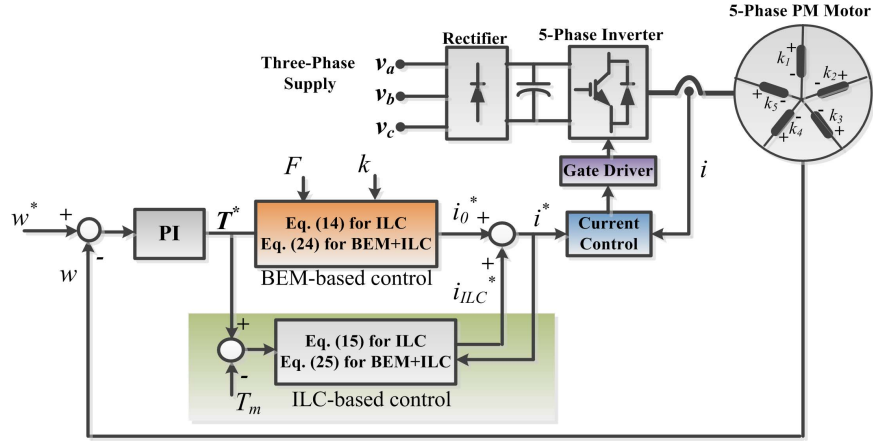 5-Phase PM Motor
Rectifier
5-Phase Inverter
Three-Phase
Supply
v_a
v_b
v_c
k_1
+
-
k_2
+
-
k_3
+
-
k_4
+
-
k_5
+
-
Gate Driver
i
F
k
w*
+
-
w
PI
T*
Eq. (14) for ILC
Eq. (24) for BEM+ILC
BEM-based control
i_0*
+
+
i*
Current
Control
i_ILC*
+
-
T_m
Eq. (15) for ILC
Eq. (25) for BEM+ILC
ILC-based control